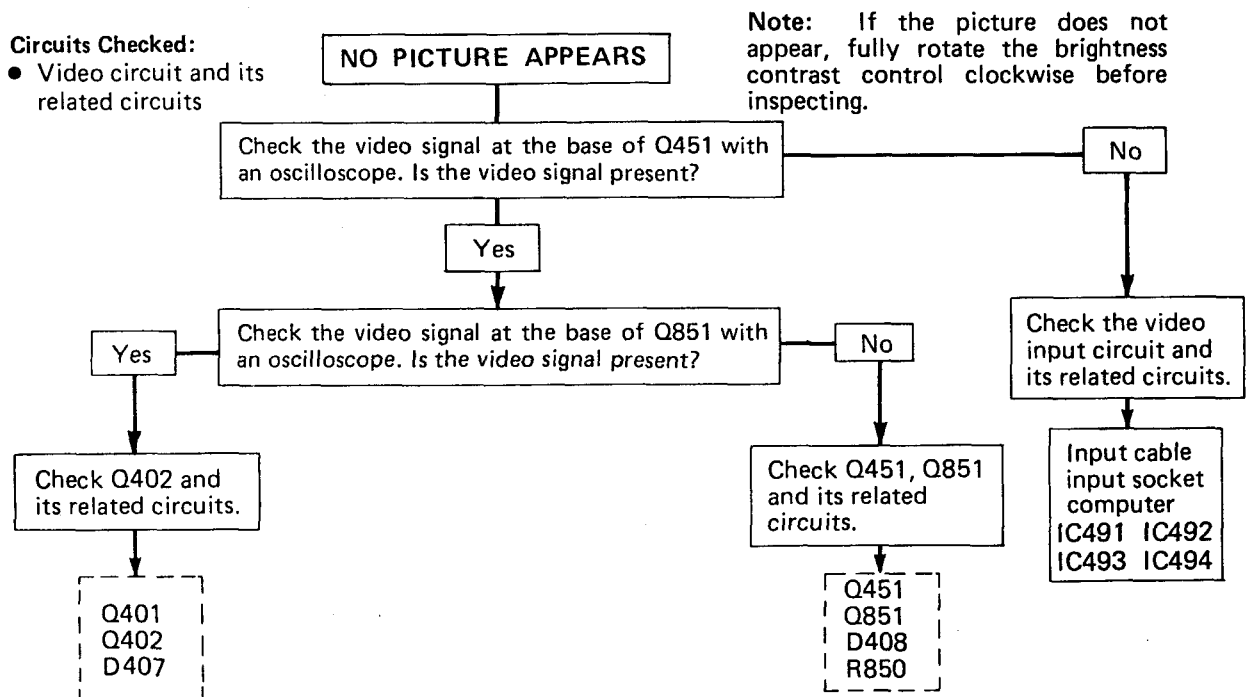 Circuits Checked:
● Video circuit and its
related circuits
NO PICTURE APPEARS
Note: If the picture does not
appear, fully rotate the brightness
contrast control clockwise before
inspecting.
Check the video signal at the base of Q451 with
an oscilloscope. Is the video signal present?
No
Yes
Check the video signal at the base of Q851 with
an oscilloscope. Is the video signal present?
Yes
No
Check the video
input circuit and
its related circuits.
Check Q402 and
its related circuits.
Check Q451, Q851
and its related
circuits.
Input cable
input socket
computer
IC491 IC492
IC493 IC494
Q401
Q402
D407
Q451
Q851
D408
R850